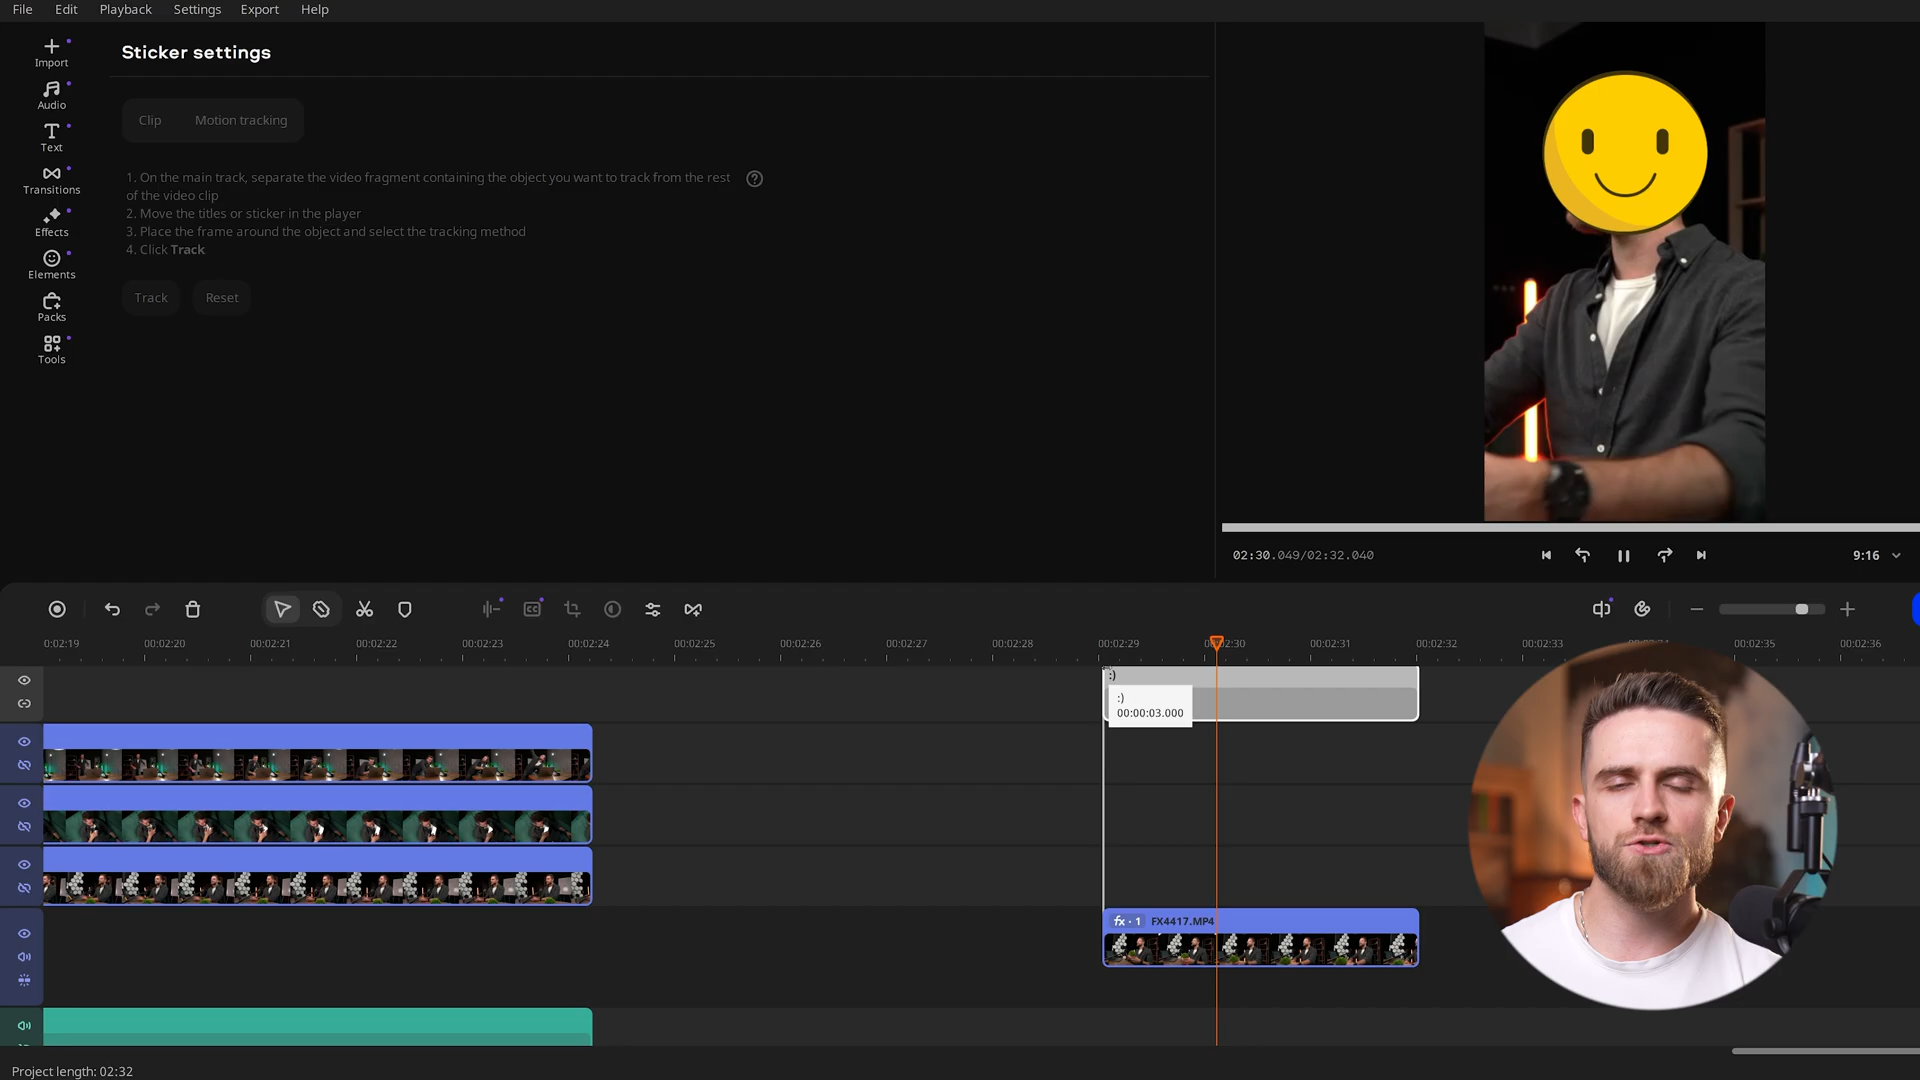 File Edit Playback Settings Export Help
Import
Audio
Text
Transitions
Effects
Elements
Packs
Tools
Sticker settings
Clip Motion tracking
1. On the main track, separate the video fragment containing the object you want to track from the rest
of the video clip
2. Move the titles or sticker in the player
3. Place the frame around the object and select the tracking method
4. Click Track
Track Reset
02:30.049/02:32.040
9:16
CC
0:02:19 00:02:20 00:02:21 00:02:22 00:02:23 00:02:24 00:02:25 00:02:26 00:02:27 00:02:28 00:02:29 00:02:30 00:02:31 00:02:32 00:02:33 00:02:35 00:02:36
:)
:)
00:00:03.000
fx · 1 FX4417.MP4
Project length: 02:32